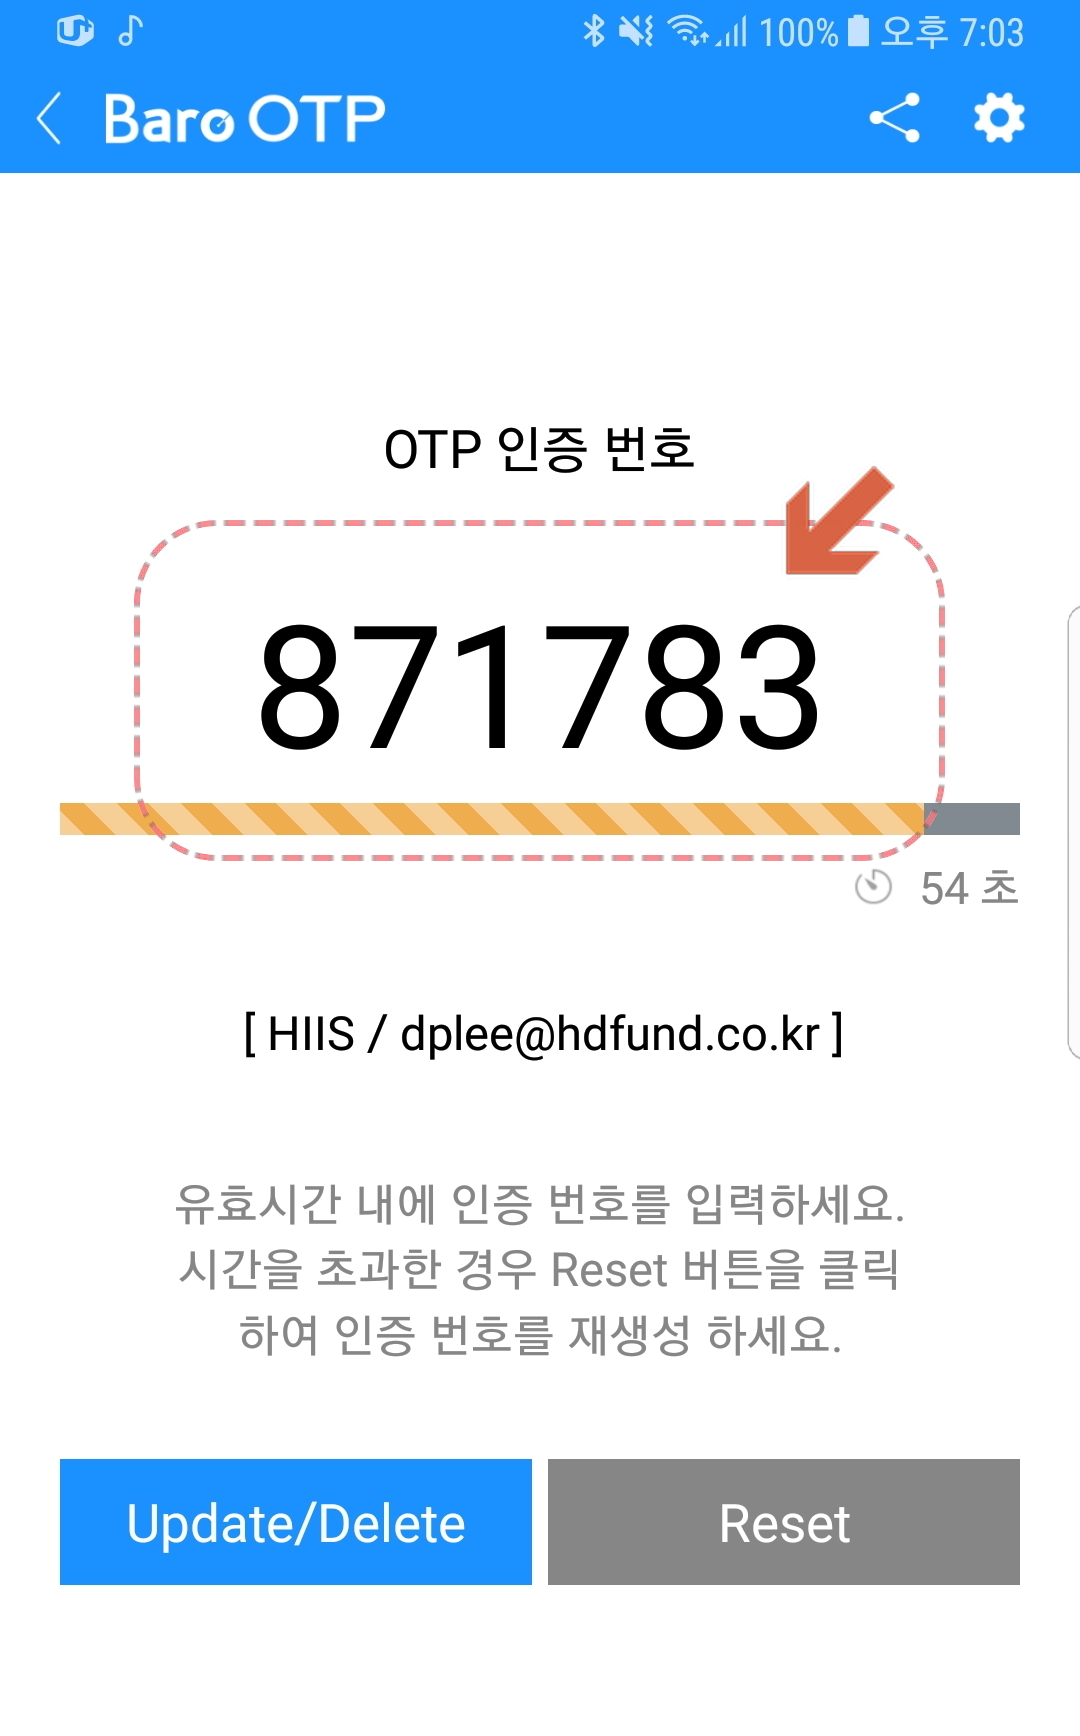 100% 오후 7:03
Baro OTP
OTP 인증 번호
871783
54 초
[ HIIS / dplee@hdfund.co.kr ]
유효시간 내에 인증 번호를 입력하세요.
시간을 초과한 경우 Reset 버튼을 클릭
하여 인증 번호를 재생성 하세요.
Update/Delete
Reset